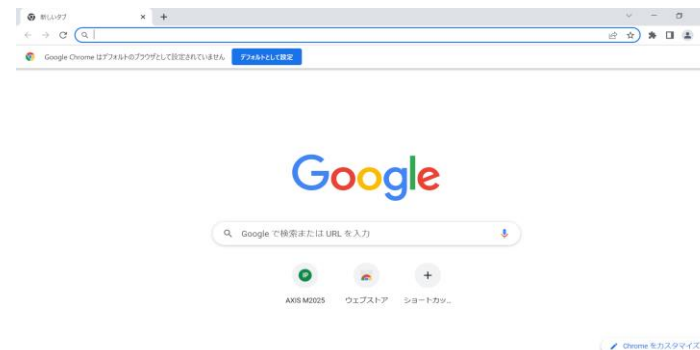 新しいタブ
Google Chrome はデフォルトのブラウザとして設定されていません
デフォルトとして設定
Google
Google で検索または URL を入力
AXIS M2025
ウェブストア
ショートカッ...
Chrome をカスタマイズ